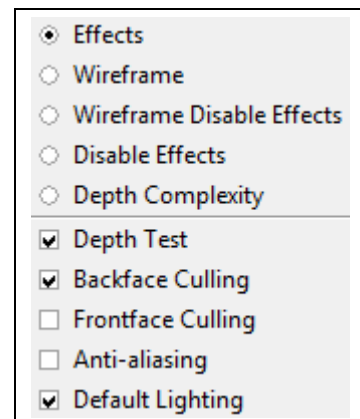 Effects
Wireframe
Wireframe Disable Effects
Disable Effects
Depth Complexity
Depth Test
Backface Culling
Frontface Culling
Anti-aliasing
Default Lighting